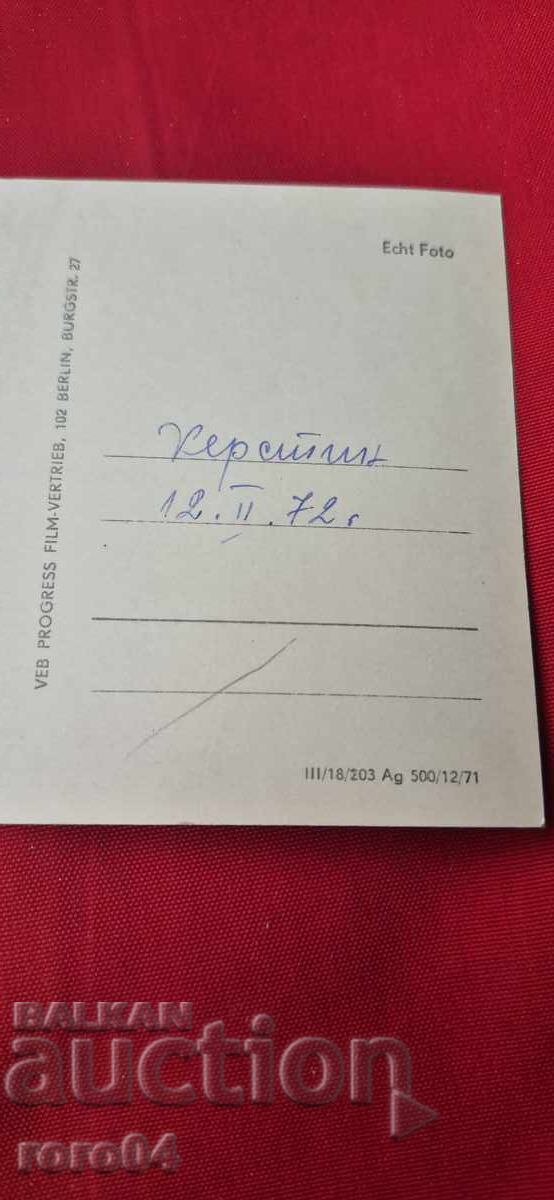 Echt Foto
VEB PROGRESS FILM-VERTRIEB, 102 BERLIN, BURGSTR. 27
Керстин
12.II.72г
III/18/203 Ag 500/12/71
BALKAN
auction
roro04